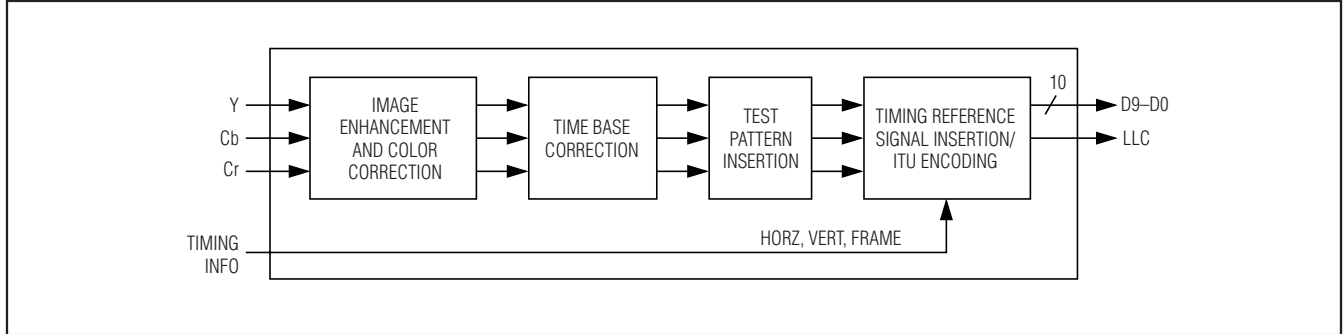 Y
Cb
Cr
IMAGE
ENHANCEMENT
AND COLOR
CORRECTION
TIME BASE
CORRECTION
TEST
PATTERN
INSERTION
TIMING REFERENCE
SIGNAL INSERTION/
ITU ENCODING
10
D9–D0
LLC
TIMING
INFO
HORZ, VERT, FRAME